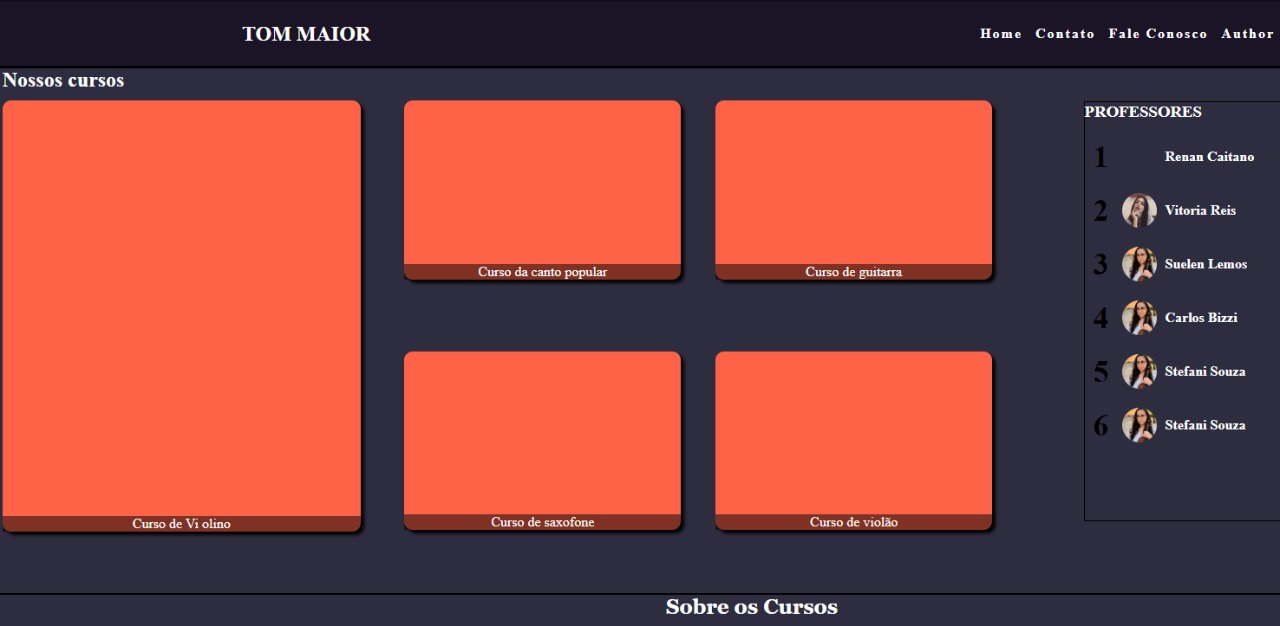 TOM MAIOR
Home Contato Fale Conosco Author
Nossos cursos
Curso de Vi olino
Curso da canto popular
Curso de guitarra
Curso de saxofone
Curso de violão
PROFESSORES
1 Renan Caitano
2 Vitoria Reis
3 Suelen Lemos
4 Carlos Bizzi
5 Stefani Souza
6 Stefani Souza
Sobre os Cursos